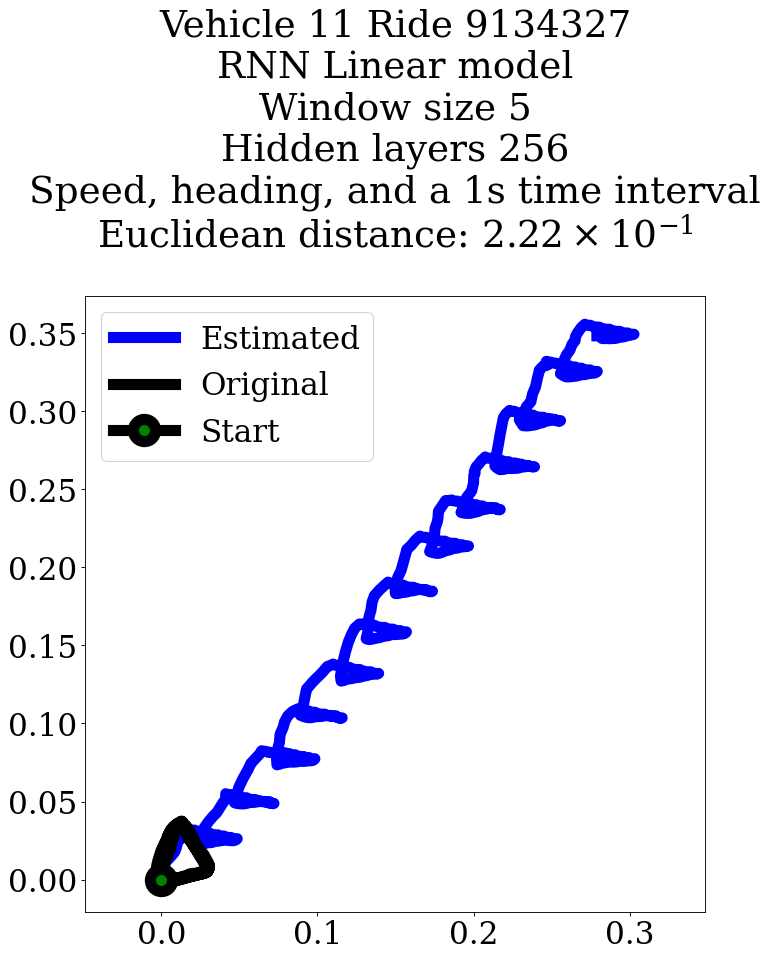 Vehicle 11 Ride 9134327
RNN Linear model
Window size 5
Hidden layers 256
Speed, heading, and a 1s time interval
Euclidean distance: 2.22 × 10⁻¹
Estimated
Original
Start
0.35
0.30
0.25
0.20
0.15
0.10
0.05
0.00
0.0 0.1 0.2 0.3